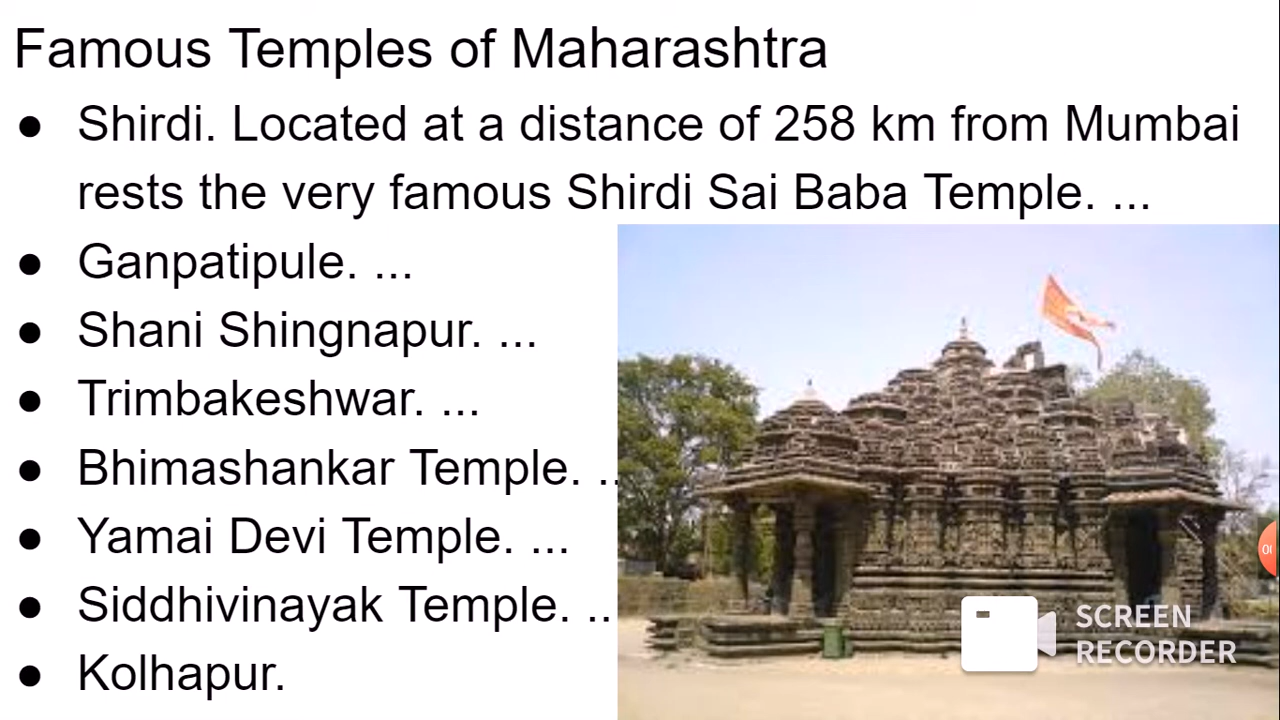 Famous Temples of Maharashtra
● Shirdi. Located at a distance of 258 km from Mumbai
rests the very famous Shirdi Sai Baba Temple. ...
● Ganpatipule. ...
● Shani Shingnapur. ...
● Trimbakeshwar. ...
● Bhimashankar Temple. ..
● Yamai Devi Temple. ...
● Siddhivinayak Temple. ..
● Kolhapur.
SCREEN
RECORDER